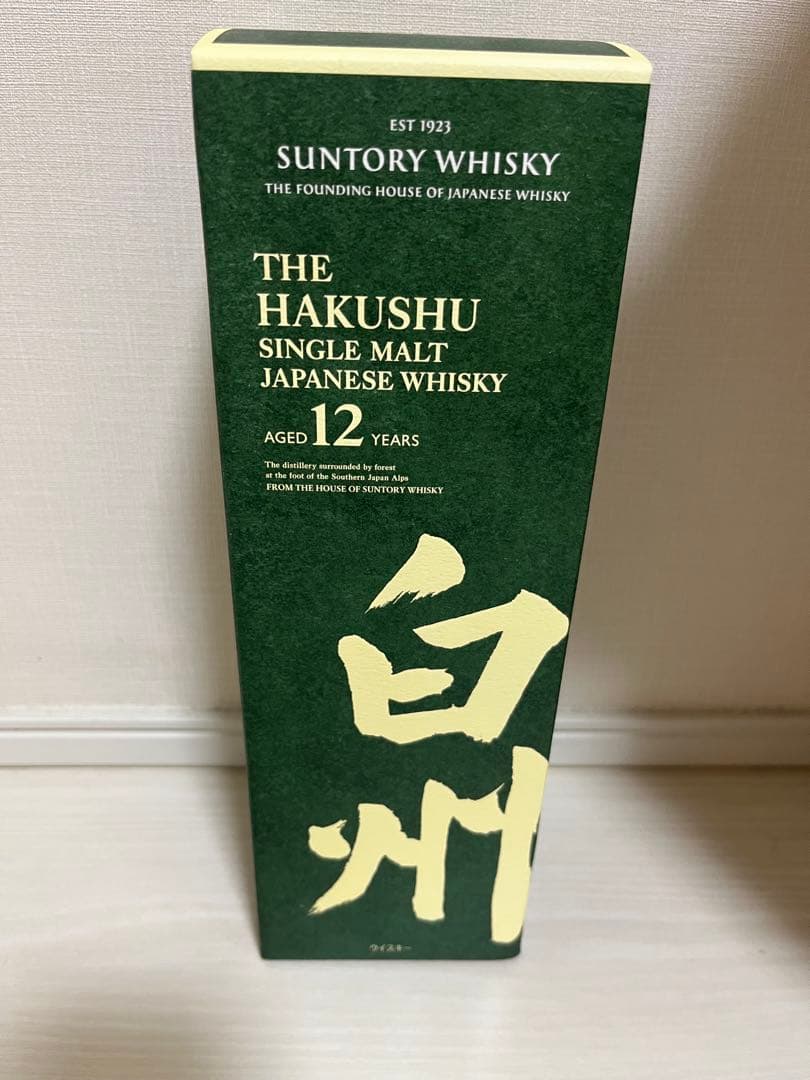 EST 1923
SUNTORY WHISKY
THE FOUNDING HOUSE OF JAPANESE WHISKY
THE
HAKUSHU
SINGLE MALT
JAPANESE WHISKY
AGED 12 YEARS
The distillery surrounded by forest
at the foot of the Southern Japan Alps
FROM THE HOUSE OF SUNTORY WHISKY
白
州
ウイスキー